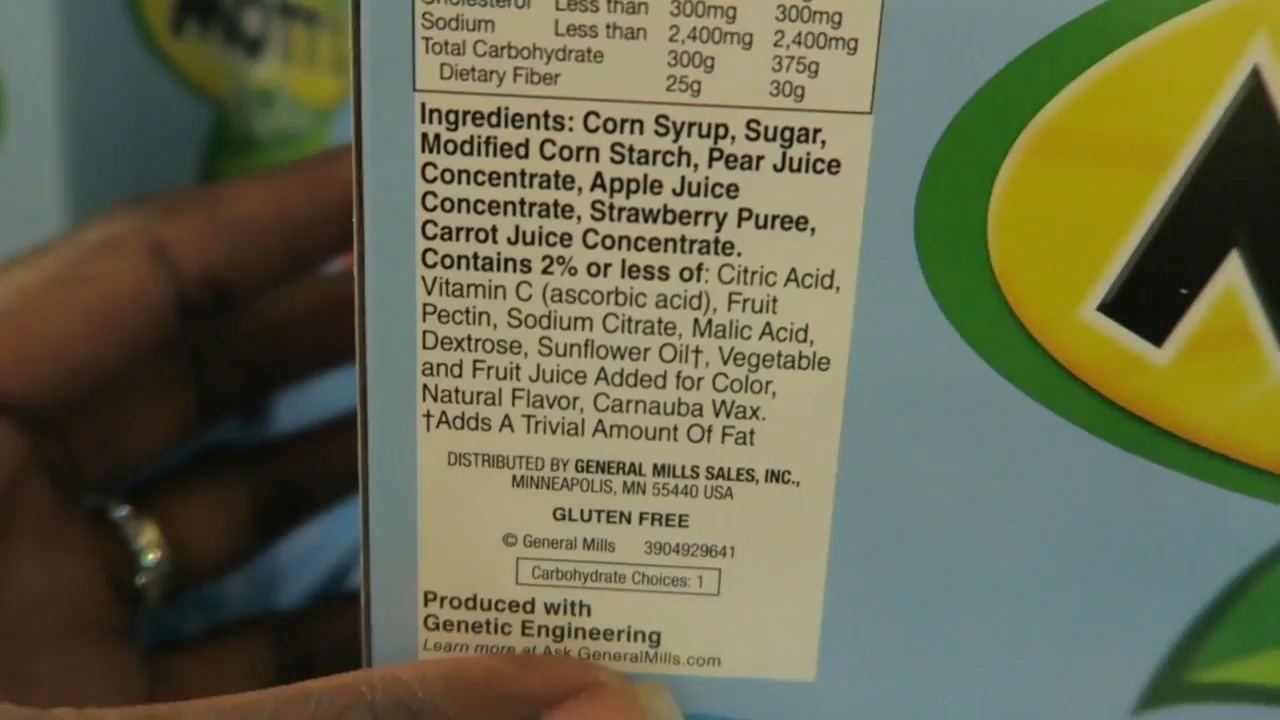 MOTT
Cholesterol Less than 300mg 300mg
Sodium Less than 2,400mg 2,400mg
Total Carbohydrate 300g 375g
Dietary Fiber 25g 30g
Ingredients: Corn Syrup, Sugar,
Modified Corn Starch, Pear Juice
Concentrate, Apple Juice
Concentrate, Strawberry Puree,
Carrot Juice Concentrate.
Contains 2% or less of: Citric Acid,
Vitamin C (ascorbic acid), Fruit
Pectin, Sodium Citrate, Malic Acid,
Dextrose, Sunflower Oil†, Vegetable
and Fruit Juice Added for Color,
Natural Flavor, Carnauba Wax.
†Adds A Trivial Amount Of Fat
DISTRIBUTED BY GENERAL MILLS SALES, INC.,
MINNEAPOLIS, MN 55440 USA
GLUTEN FREE
© General Mills 3904929641
Carbohydrate Choices: 1
Produced with
Genetic Engineering
Learn more at Ask.GeneralMills.com